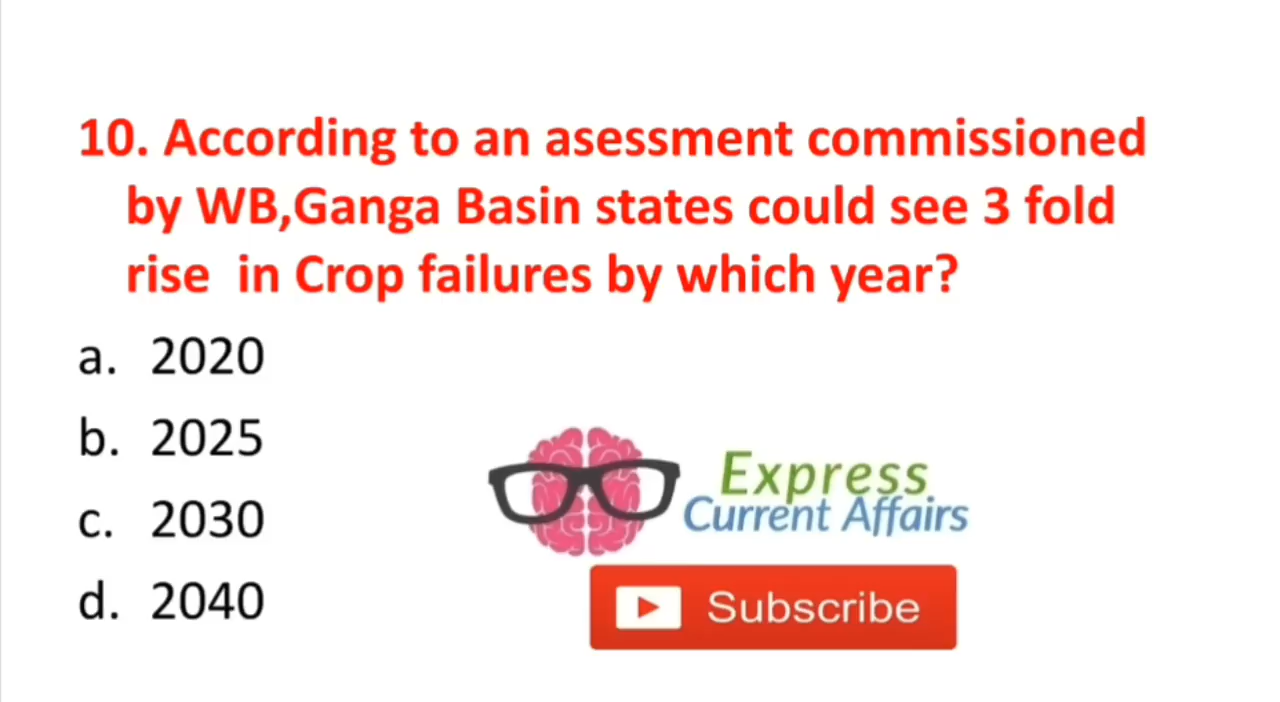 10. According to an asessment commissioned
by WB,Ganga Basin states could see 3 fold
rise in Crop failures by which year?
a. 2020
b. 2025
c. 2030
d. 2040
Express
Current Affairs
Subscribe